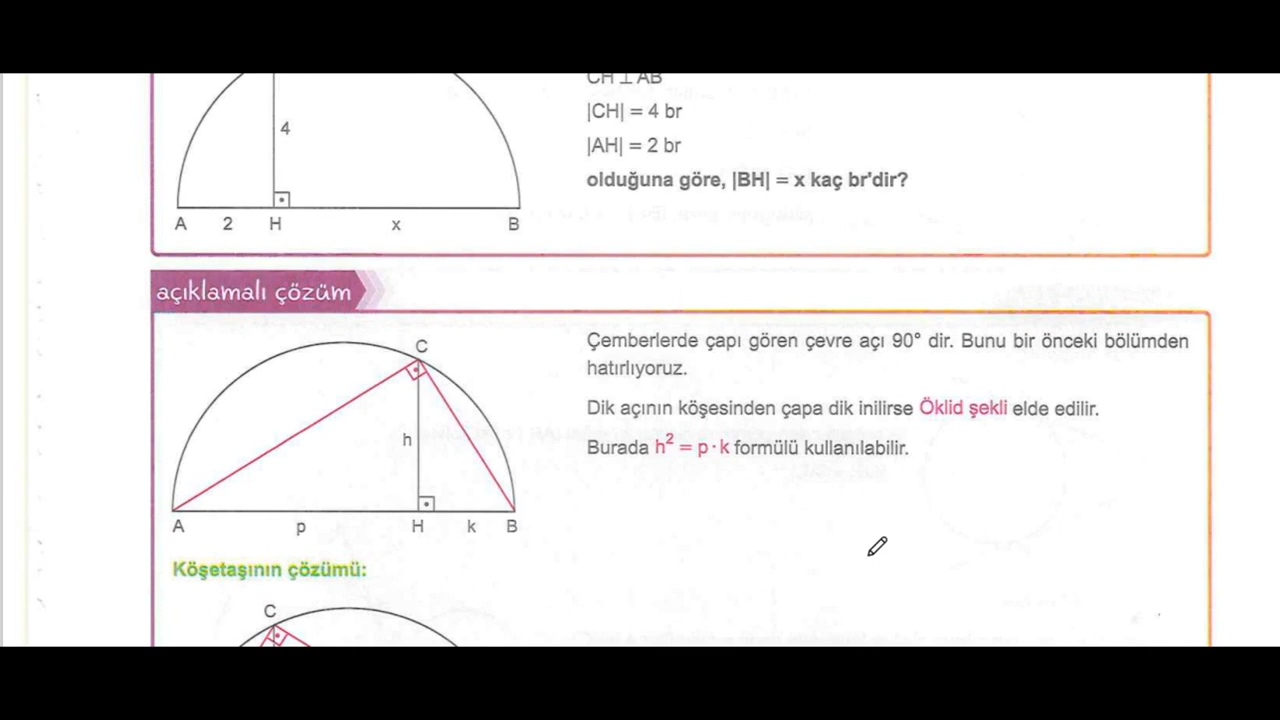 CH ⊥ AB
|CH| = 4 br
4
|AH| = 2 br
olduğuna göre, |BH| = x kaç br'dir?
A 2 H x B
açıklamalı çözüm
C
Çemberlerde çapı gören çevre açı 90° dir. Bunu bir önceki bölümden
hatırlıyoruz.
Dik açının köşesinden çapa dik inilirse Öklid şekli elde edilir.
h
Burada h² = p·k formülü kullanılabilir.
A p H k B
Köşetaşının çözümü:
C